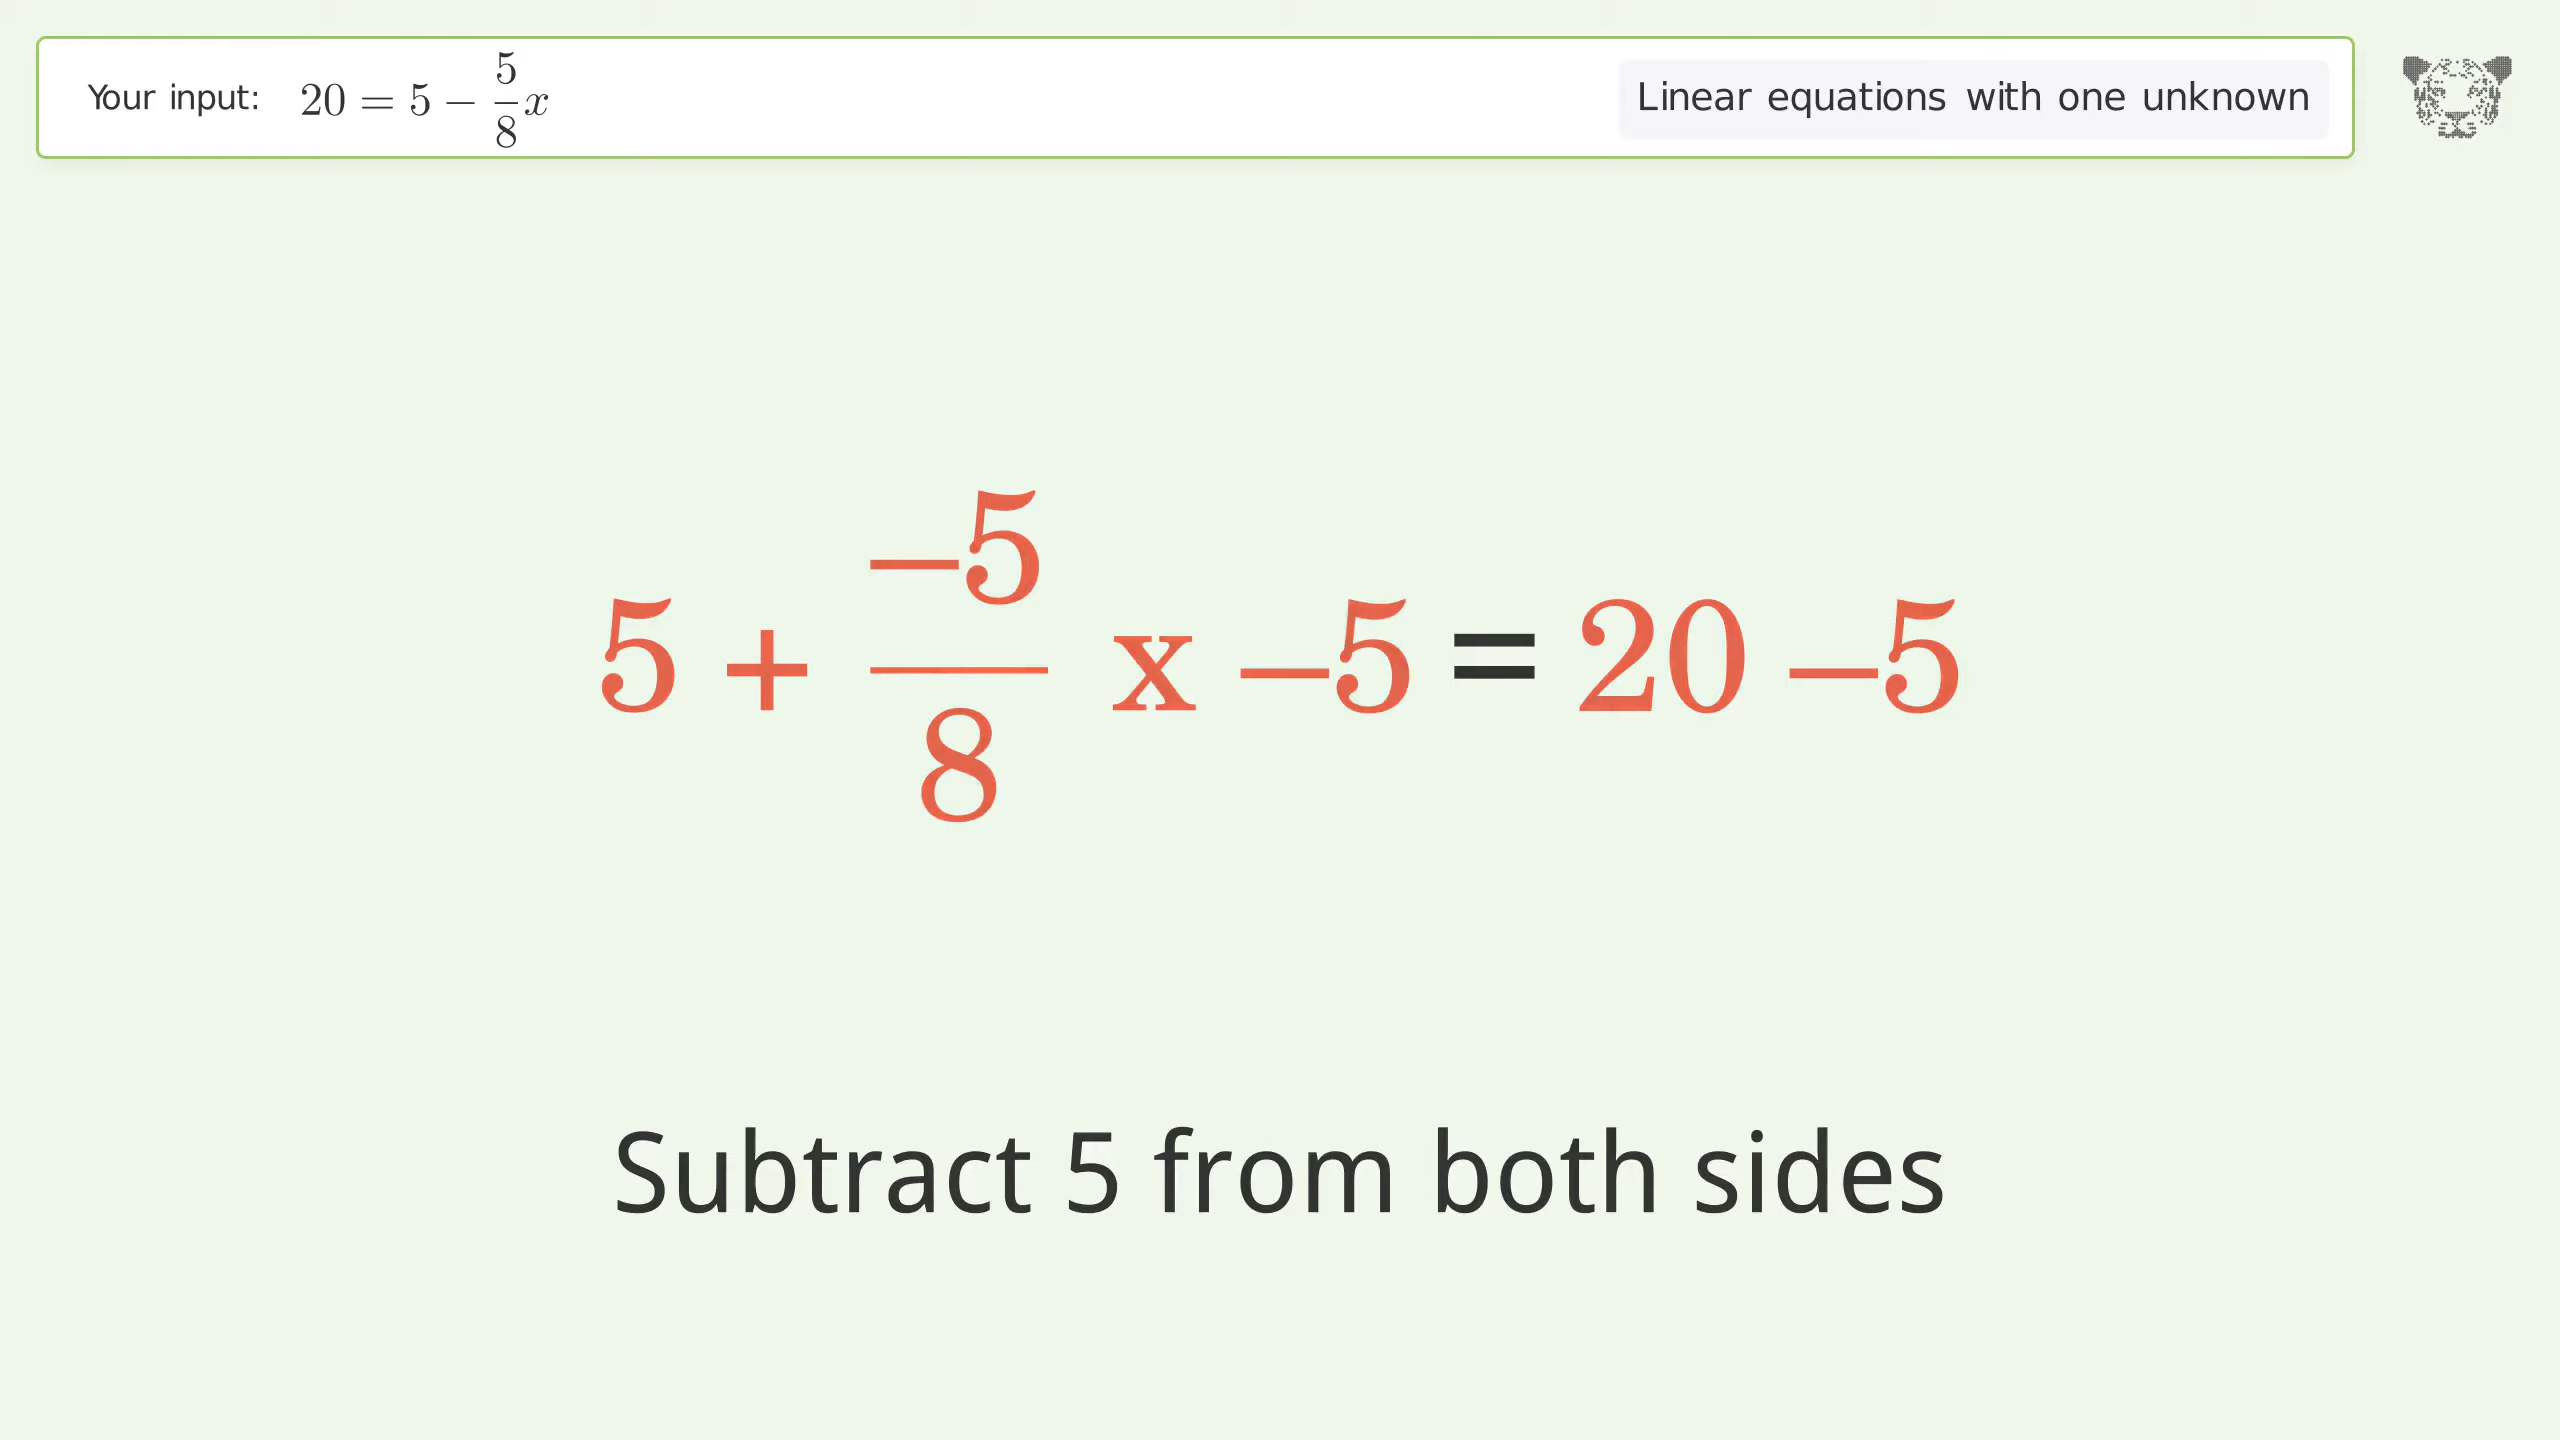 Your input: 20 = 5 − 5/8 x
Linear equations with one unknown
5 + −5/8 x −5 = 20 −5
Subtract 5 from both sides